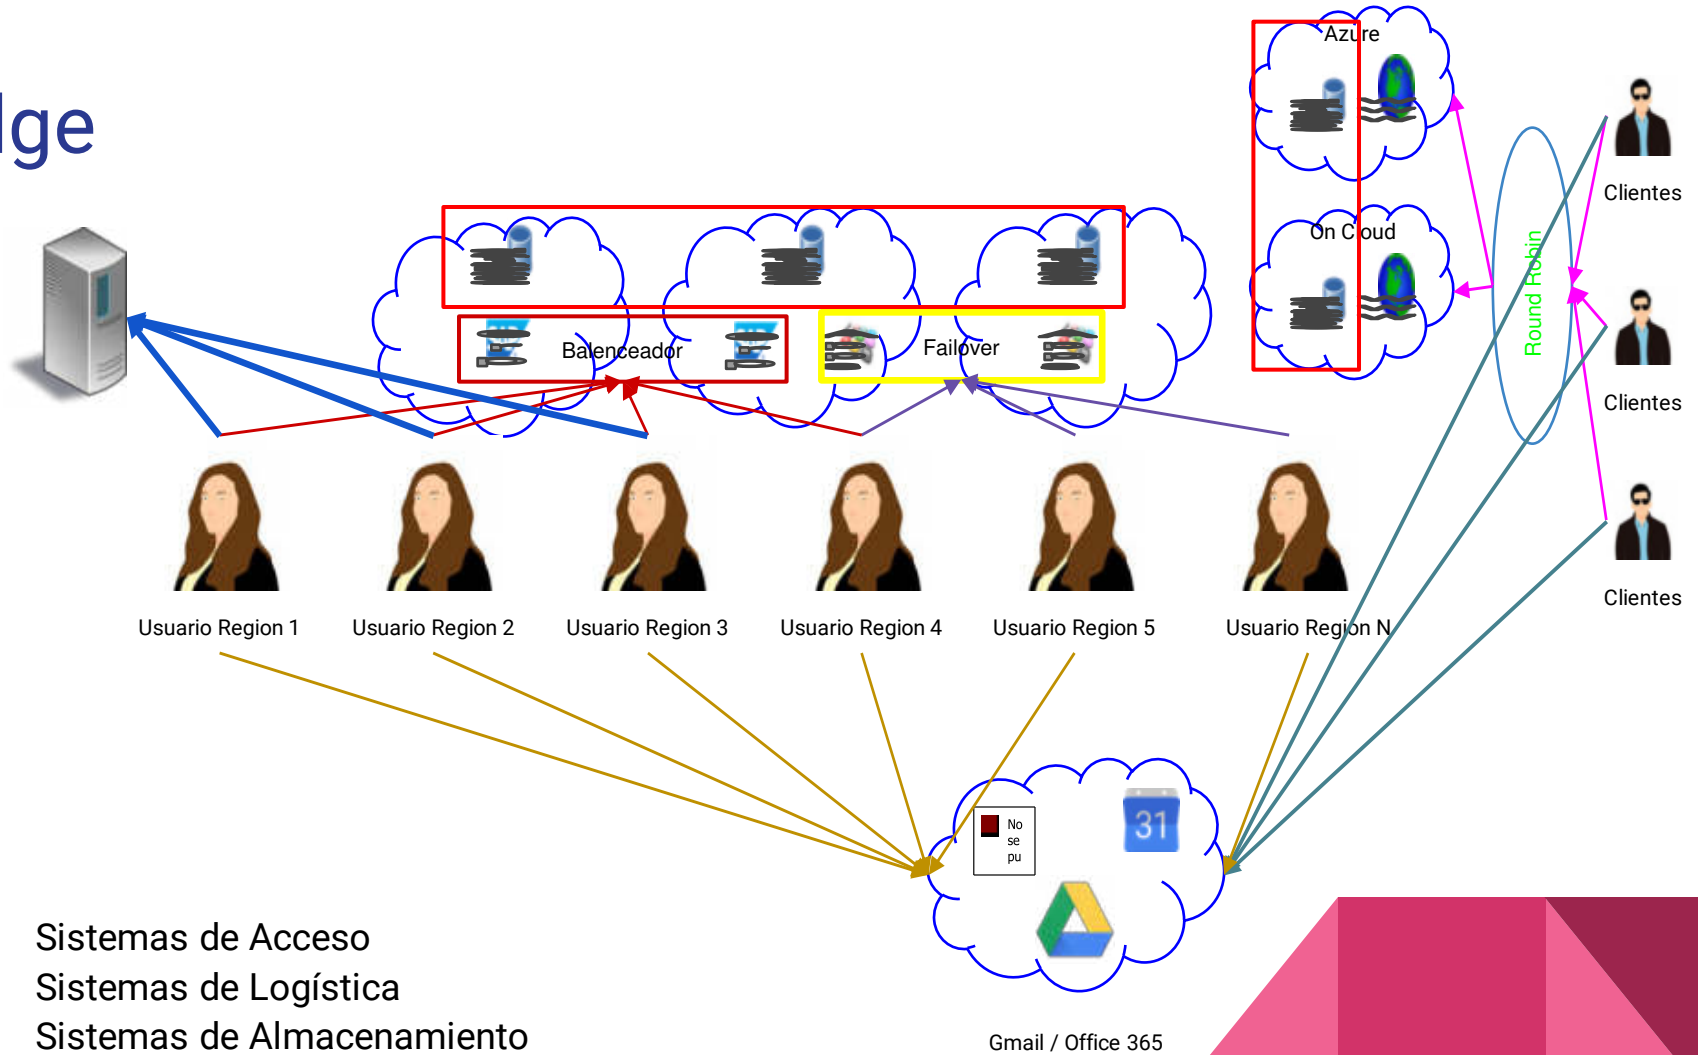 Azure
lge
Clientes
On Cloud
Round Robin
Balenceador
Failover
Clientes
Clientes
Usuario Region 1
Usuario Region 2
Usuario Region 3
Usuario Region 4
Usuario Region 5
Usuario Region N
31
No
se
pu
Sistemas de Acceso
Sistemas de Logística
Sistemas de Almacenamiento
Gmail / Office 365